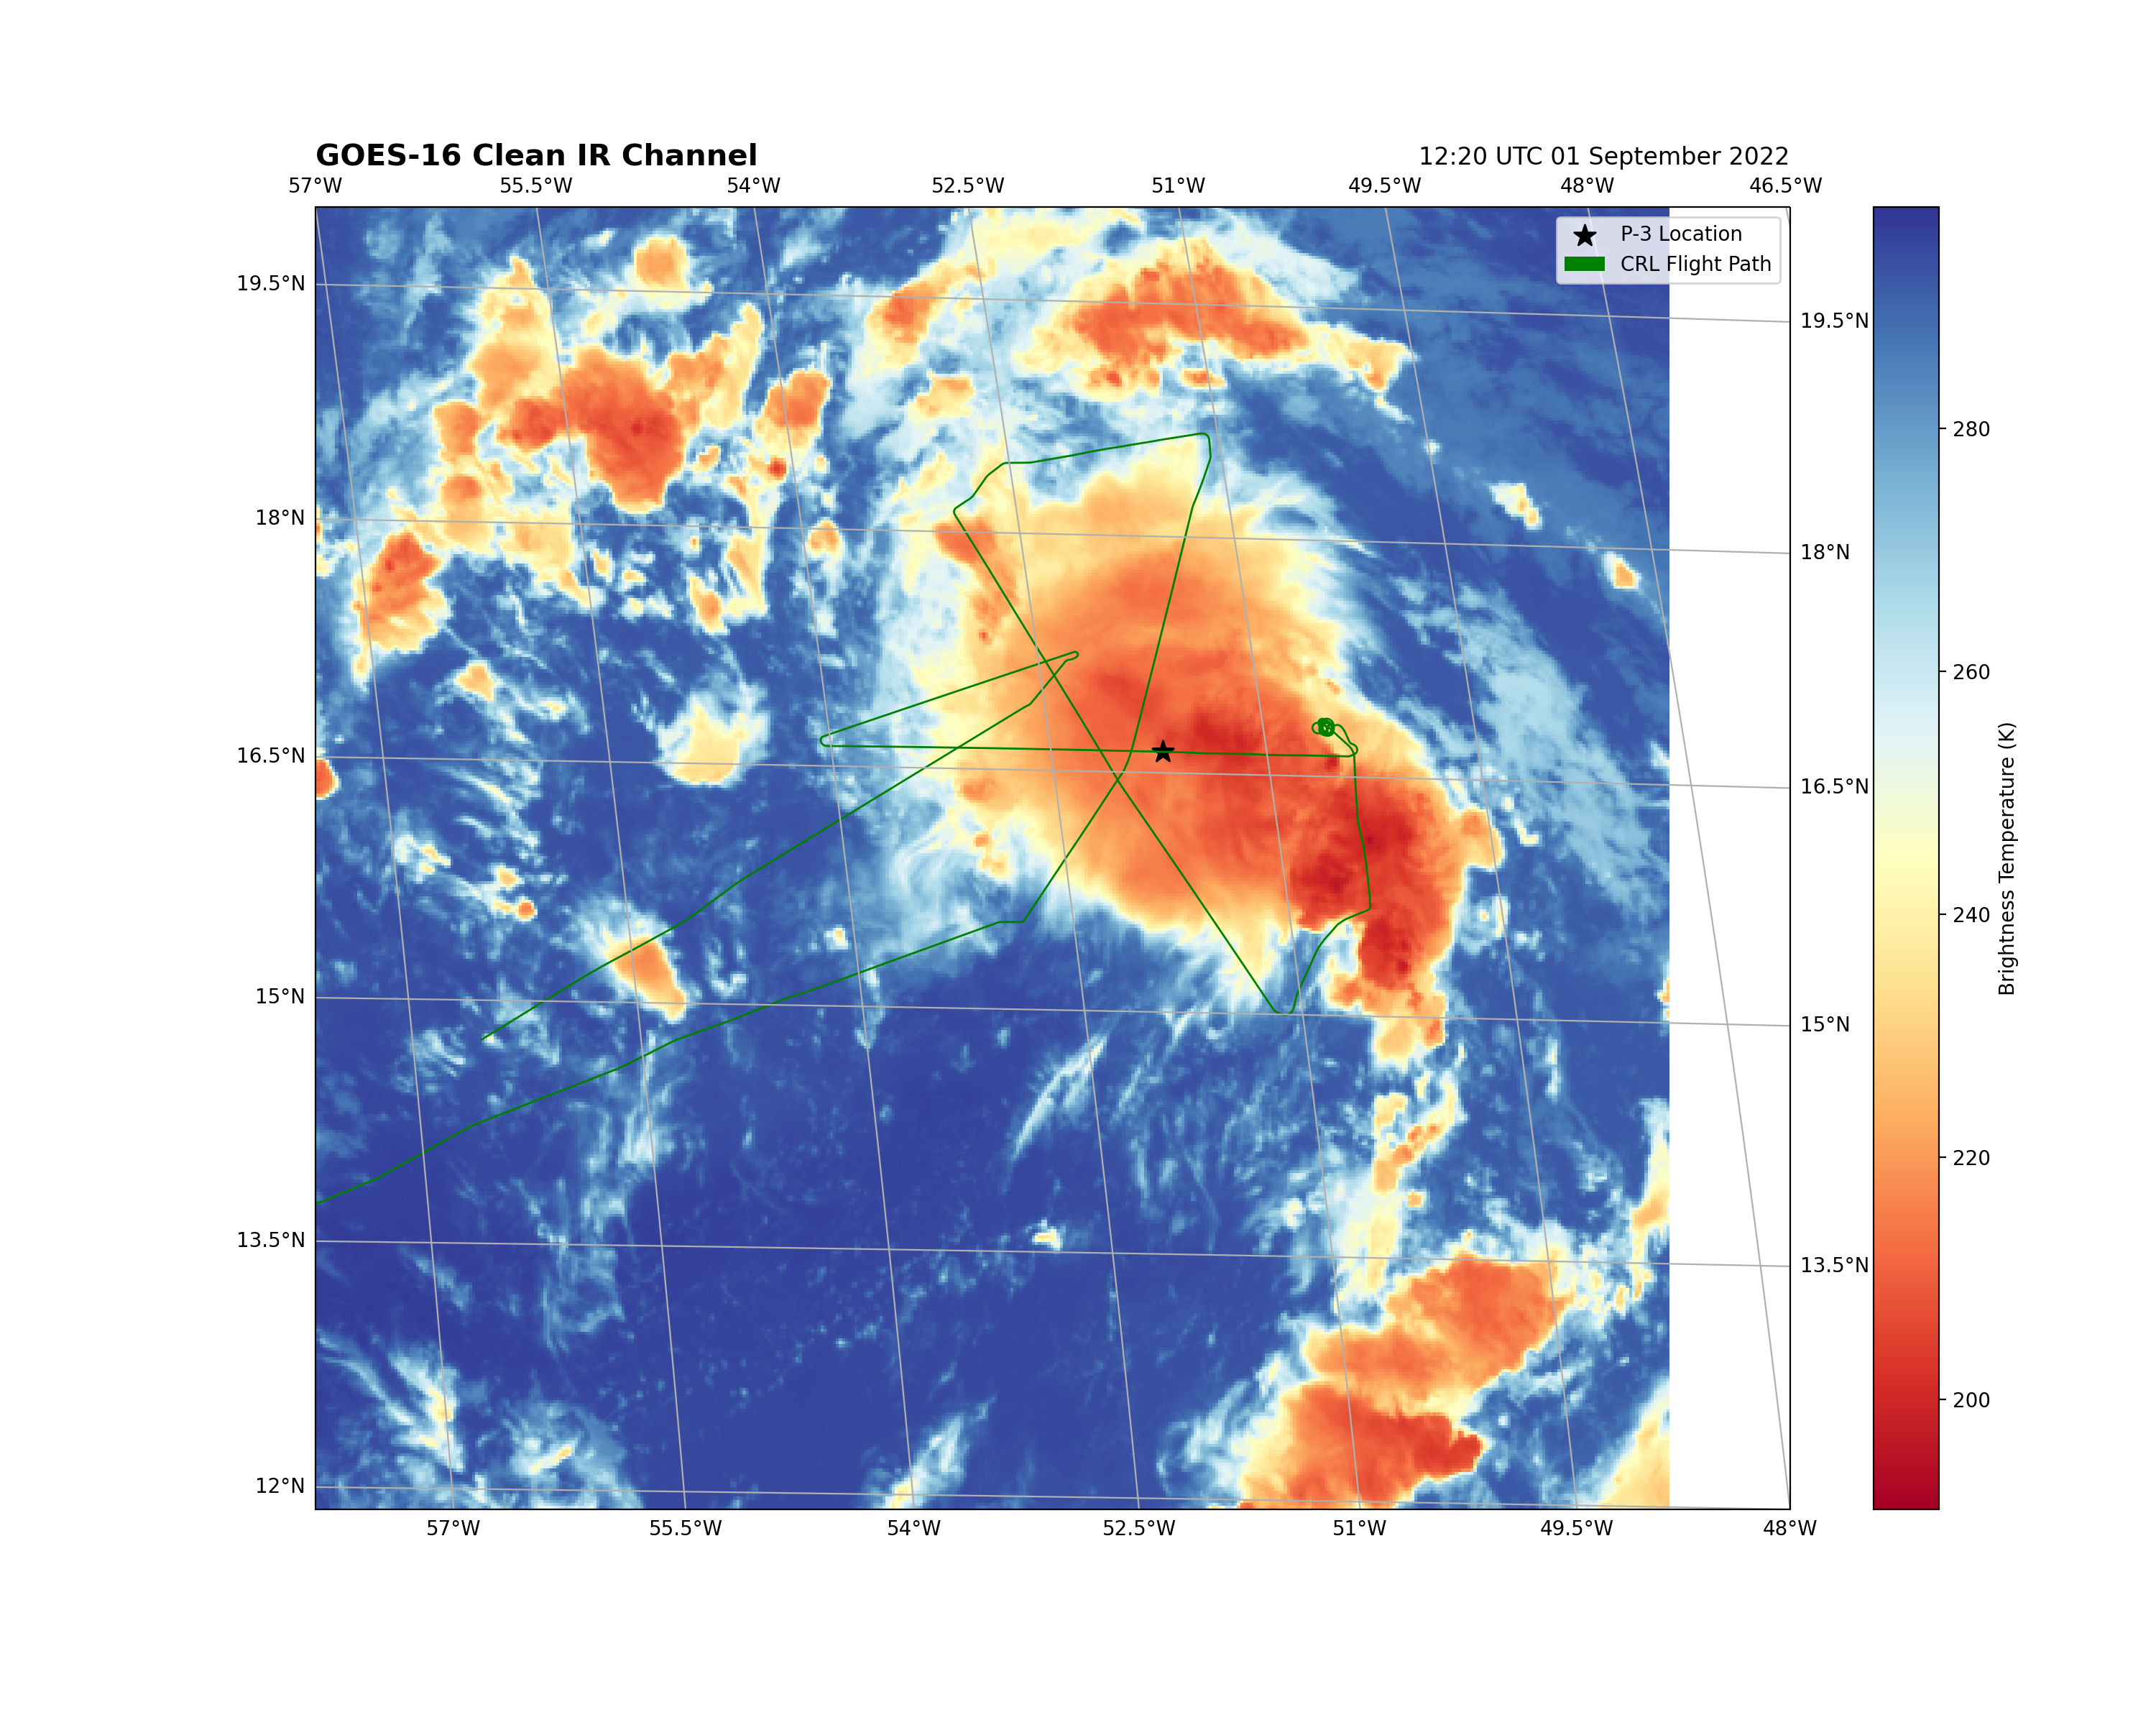 GOES-16 Clean IR Channel
12:20 UTC 01 September 2022
57°W 55.5°W 54°W 52.5°W 51°W 49.5°W 48°W 46.5°W
P-3 Location
CRL Flight Path
19.5°N
19.5°N
18°N
18°N
16.5°N
16.5°N
15°N
15°N
13.5°N
13.5°N
12°N
57°W 55.5°W 54°W 52.5°W 51°W 49.5°W 48°W
280
260
240
220
200
Brightness Temperature (K)